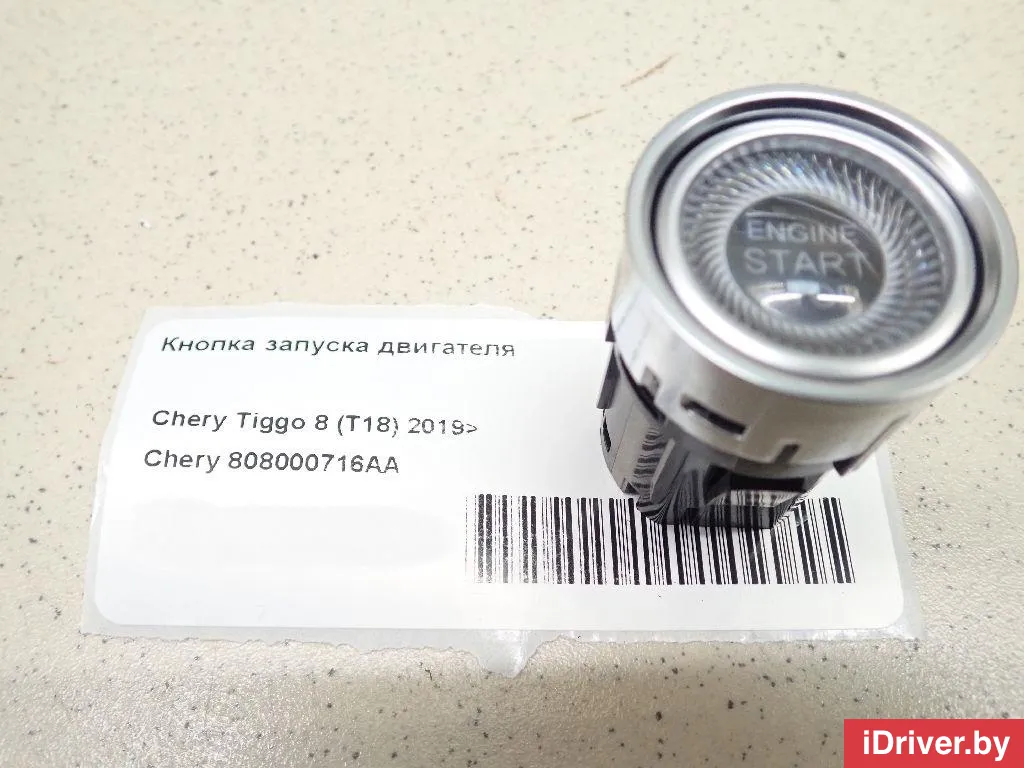 ENGINE
START
Кнопка запуска двигателя
Chery Tiggo 8 (T18) 2019>
Chery 808000716AA
iDriver.by